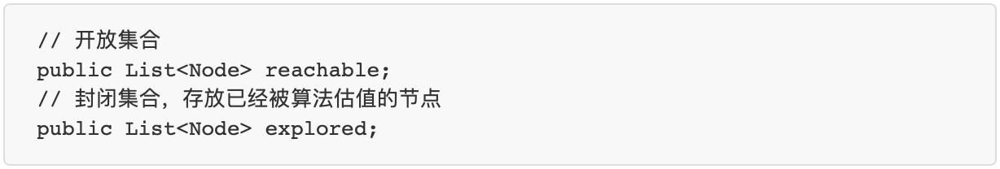 // 开放集合
public List<Node> reachable;
// 封闭集合，存放已经被算法估值的节点
public List<Node> explored;